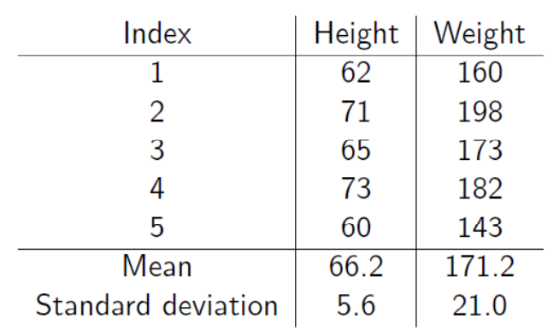 Index Height Weight
1 62 160
2 71 198
3 65 173
4 73 182
5 60 143
Mean 66.2 171.2
Standard deviation 5.6 21.0